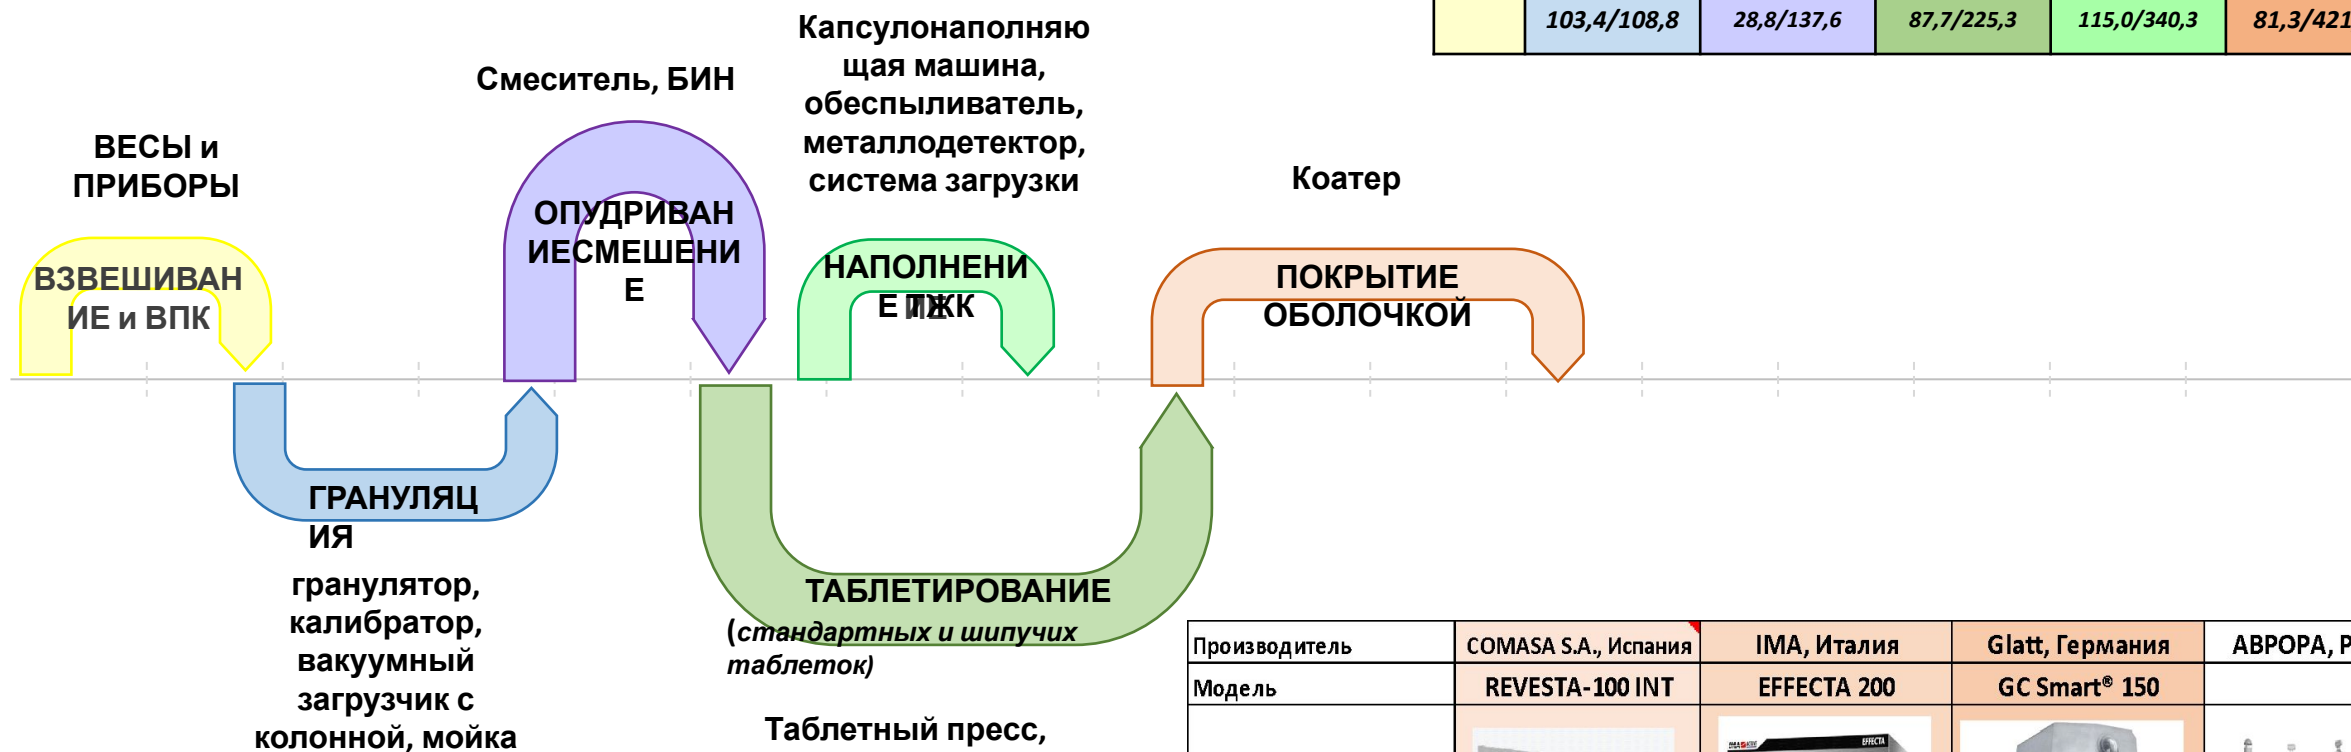 103,4/108,8 28,8/137,6 87,7/225,3 115,0/340,3 81,3/421
Капсулонаполняю
щая машина,
обеспыливатель,
металлодетектор,
система загрузки
Смеситель, БИН
ВЕСЫ и
ПРИБОРЫ
Коатер
ВЗВЕШИВАН
ИЕ и ВПК
ОПУДРИВАН
ИЕСМЕШЕНИ
Е
НАПОЛНЕНИ
Е ТЖК
ПОКРЫТИЕ
ОБОЛОЧКОЙ
ГРАНУЛЯЦ
ИЯ
гранулятор,
калибратор,
вакуумный
загрузчик с
колонной, мойка
ТАБЛЕТИРОВАНИЕ
(стандартных и шипучих
таблеток)
Таблетный пресс,
Производитель COMASA S.A., Испания IMA, Италия Glatt, Германия АВРОРА, Р
Модель REVESTA-100 INT EFFECTA 200 GC Smart® 150
EFFECTA